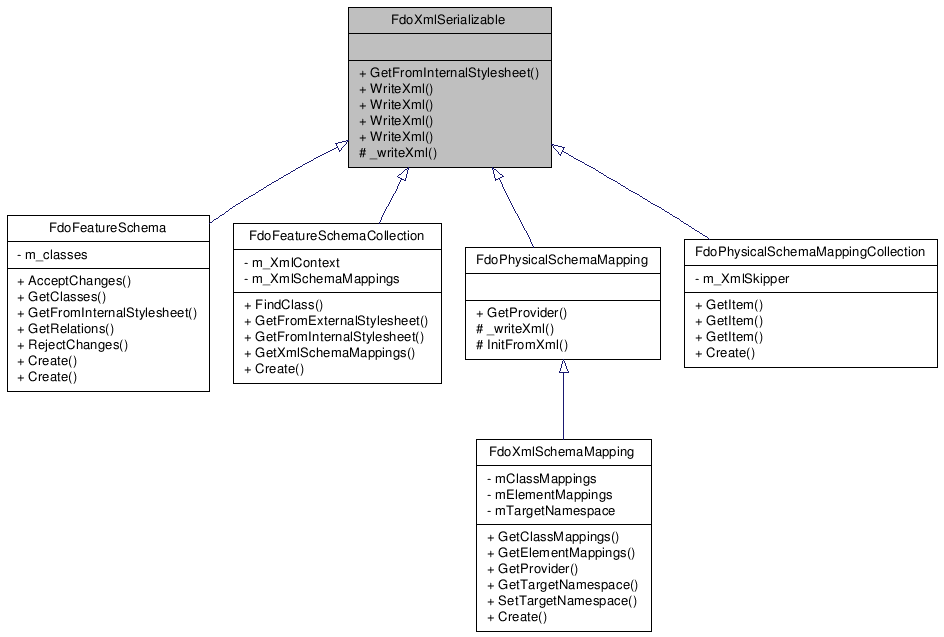 FdoXmlSerializable
+ GetFromInternalStylesheet()
+ WriteXml()
+ WriteXml()
+ WriteXml()
+ WriteXml()
# _writeXml()
FdoFeatureSchema
- m_classes
+ AcceptChanges()
+ GetClasses()
+ GetFromInternalStylesheet()
+ GetRelations()
+ RejectChanges()
+ Create()
+ Create()
FdoFeatureSchemaCollection
- m_XmlContext
- m_XmlSchemaMappings
+ FindClass()
+ GetFromExternalStylesheet()
+ GetFromInternalStylesheet()
+ GetXmlSchemaMappings()
+ Create()
FdoPhysicalSchemaMapping
+ GetProvider()
# _writeXml()
# InitFromXml()
FdoPhysicalSchemaMappingCollection
- m_XmlSkipper
+ GetItem()
+ GetItem()
+ GetItem()
+ Create()
FdoXmlSchemaMapping
- mClassMappings
- mElementMappings
- mTargetNamespace
+ GetClassMappings()
+ GetElementMappings()
+ GetProvider()
+ GetTargetNamespace()
+ SetTargetNamespace()
+ Create()